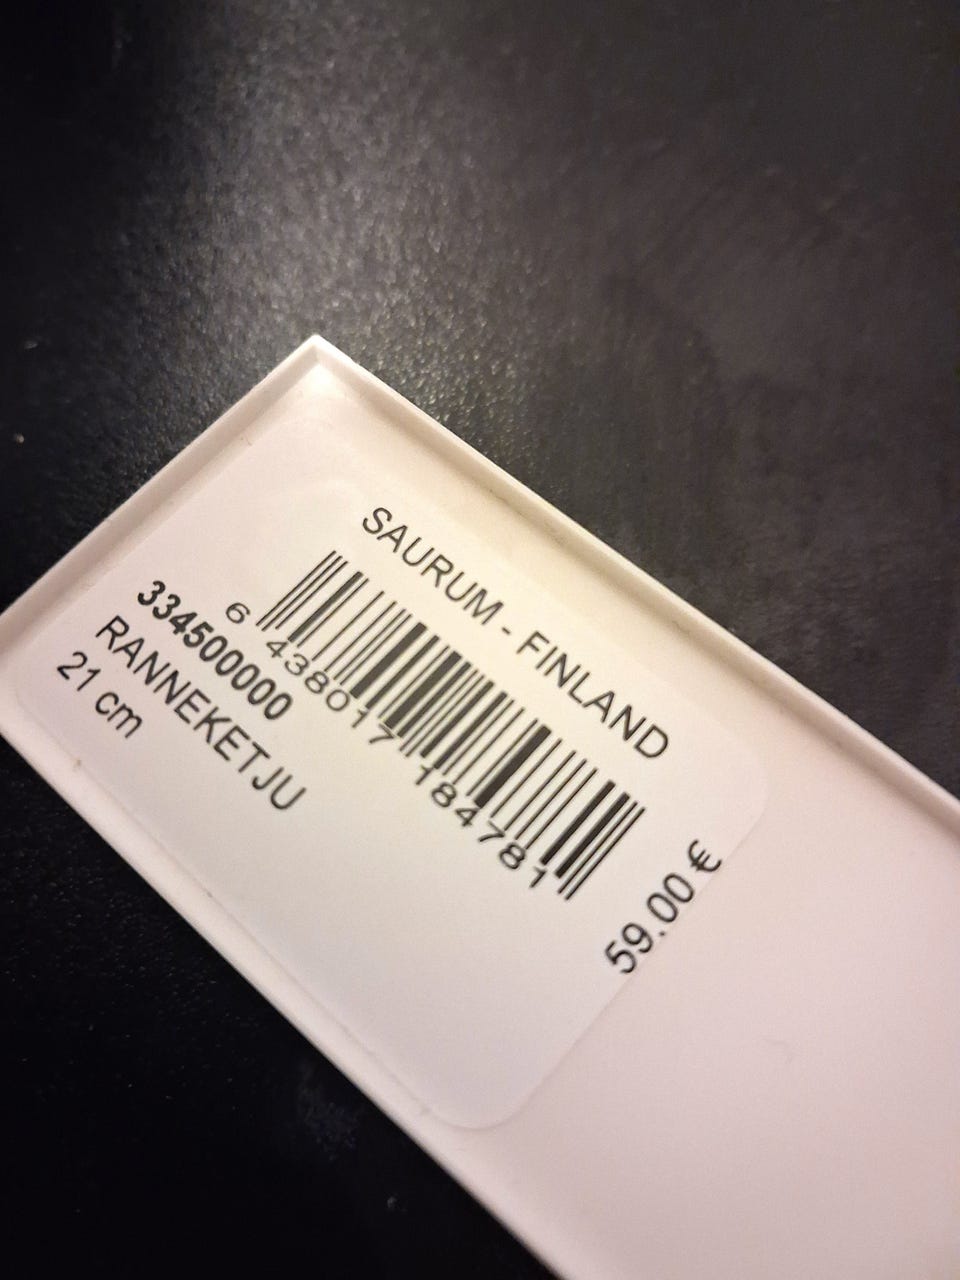 SAURUM - FINLAND
6 438017 184781
334500000
RANNEKETJU
21 cm
59.00 €